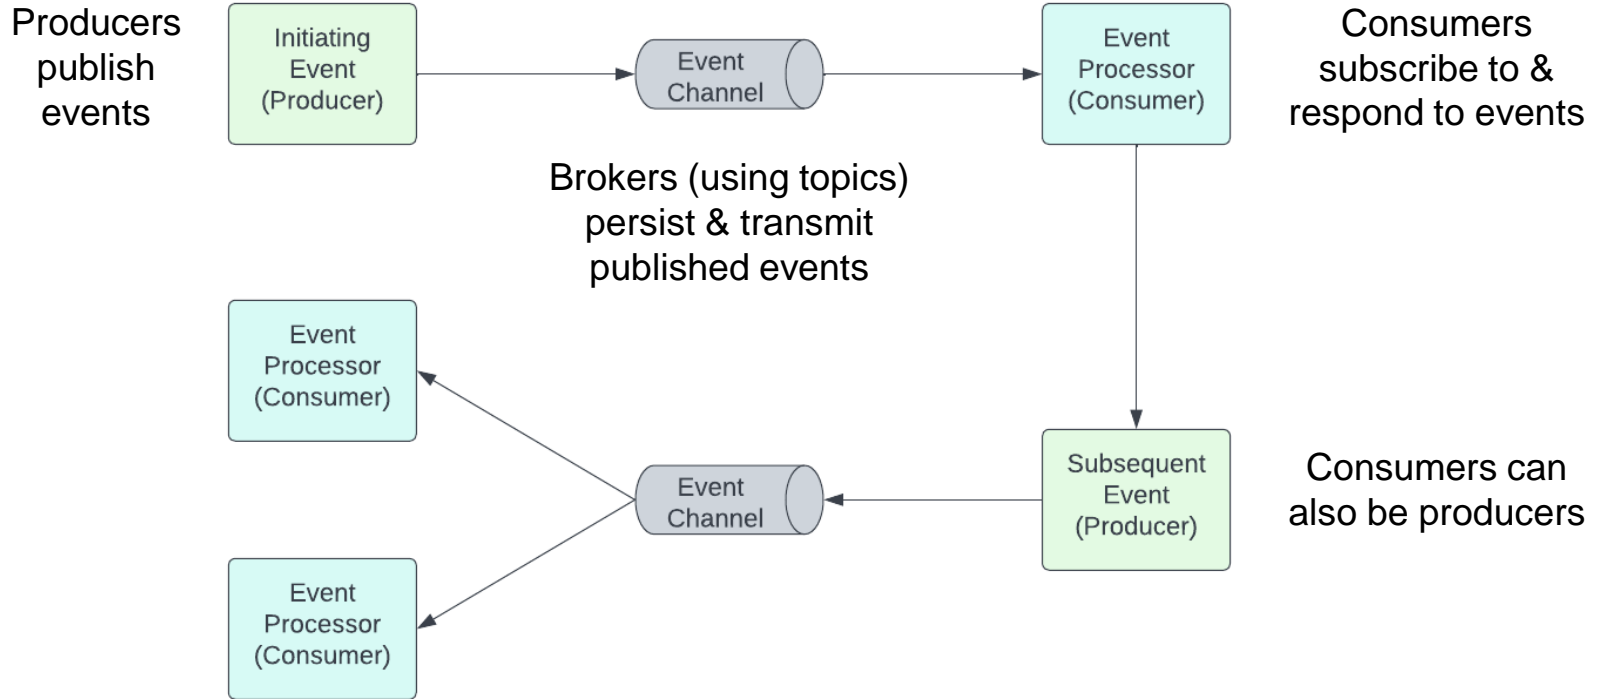 Producers
publish
events
Initiating
Event
(Producer)
Event
Channel
Event
Processor
(Consumer)
Consumers
subscribe to &
respond to events
Brokers (using topics)
persist & transmit
published events
Event
Processor
(Consumer)
Event
Channel
Subsequent
Event
(Producer)
Consumers can
also be producers
Event
Processor
(Consumer)